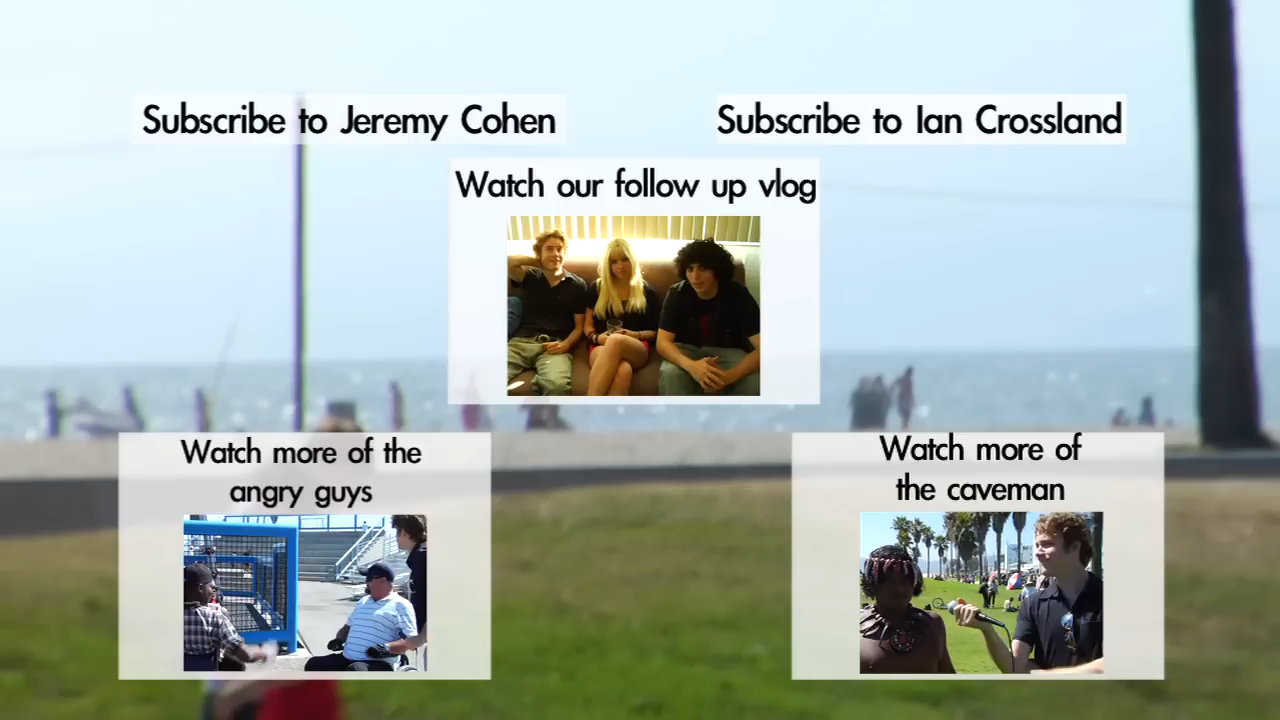 Subscribe to Jeremy Cohen
Subscribe to Ian Crossland
Watch our follow up vlog
Watch more of the
angry guys
Watch more of
the caveman